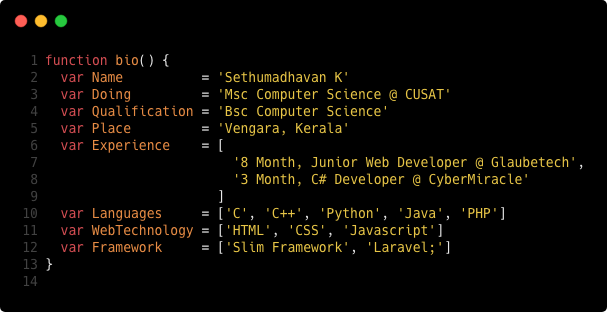 1 function bio() {
2   var Name          = 'Sethumadhavan K'
3   var Doing         = 'Msc Computer Science @ CUSAT'
4   var Qualification = 'Bsc Computer Science'
5   var Place         = 'Vengara, Kerala'
6   var Experience    = [
7                         '8 Month, Junior Web Developer @ Glaubetech',
8                         '3 Month, C# Developer @ CyberMiracle'
9                       ]
10   var Languages     = ['C', 'C++', 'Python', 'Java', 'PHP']
11   var WebTechnology = ['HTML', 'CSS', 'Javascript']
12   var Framework     = ['Slim Framework', 'Laravel;']
13 }
14